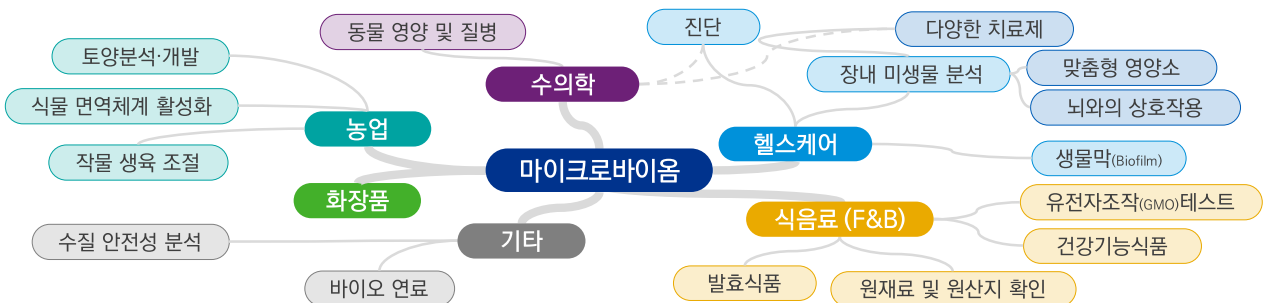 동물 영양 및 질병
진단
다양한 치료제
토양분석·개발
수의학
장내 미생물 분석
맞춤형 영양소
식물 면역체계 활성화
뇌와의 상호작용
농업
헬스케어
작물 생육 조절
마이크로바이옴
생물막(Biofilm)
화장품
식음료 (F&B)
유전자조작(GMO)테스트
수질 안전성 분석
기타
건강기능식품
바이오 연료
발효식품
원재료 및 원산지 확인